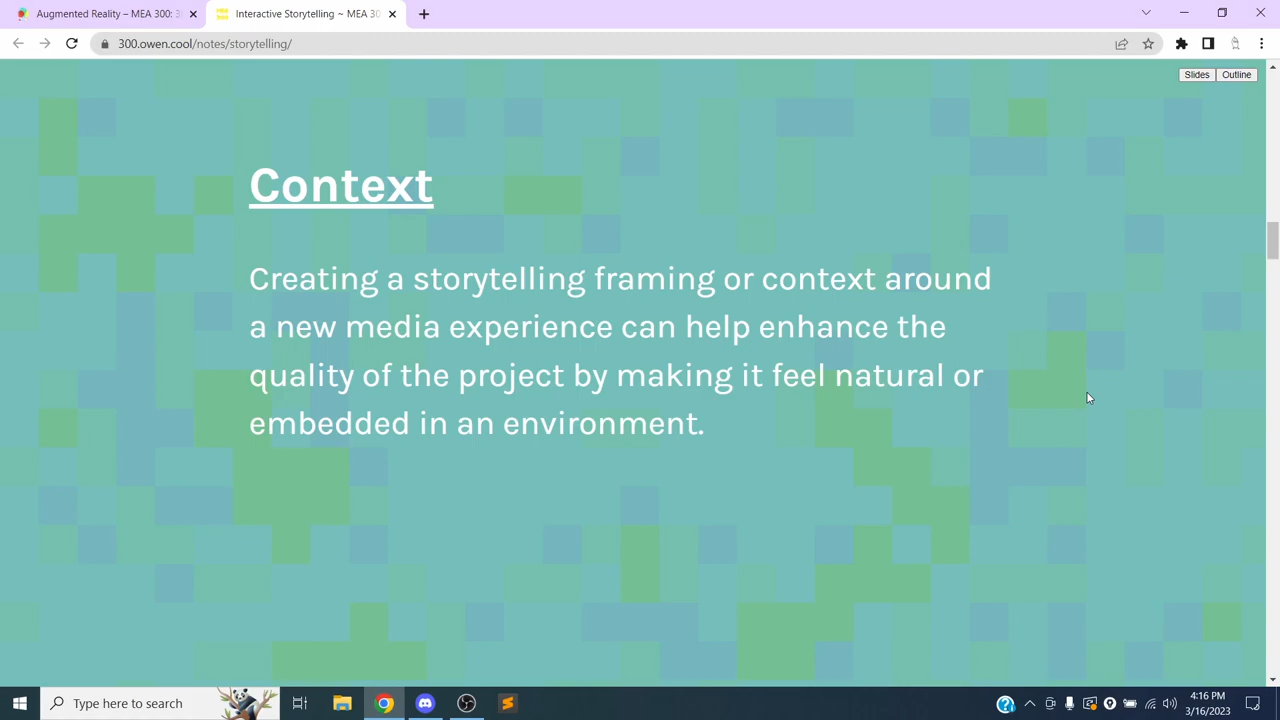 Augmented Reality – MEA 300: 3
Interactive Storytelling ~ MEA 30
300.owen.cool/notes/storytelling/
Slides Outline
Context
Creating a storytelling framing or context around
a new media experience can help enhance the
quality of the project by making it feel natural or
embedded in an environment.
Type here to search
4:16 PM
3/16/2023